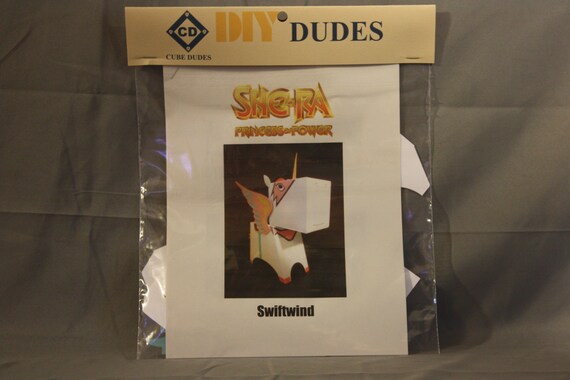 CD
CUBE DUDES
DIY DUDES
SHE-RA
PRINCESS OF POWER
Swiftwind